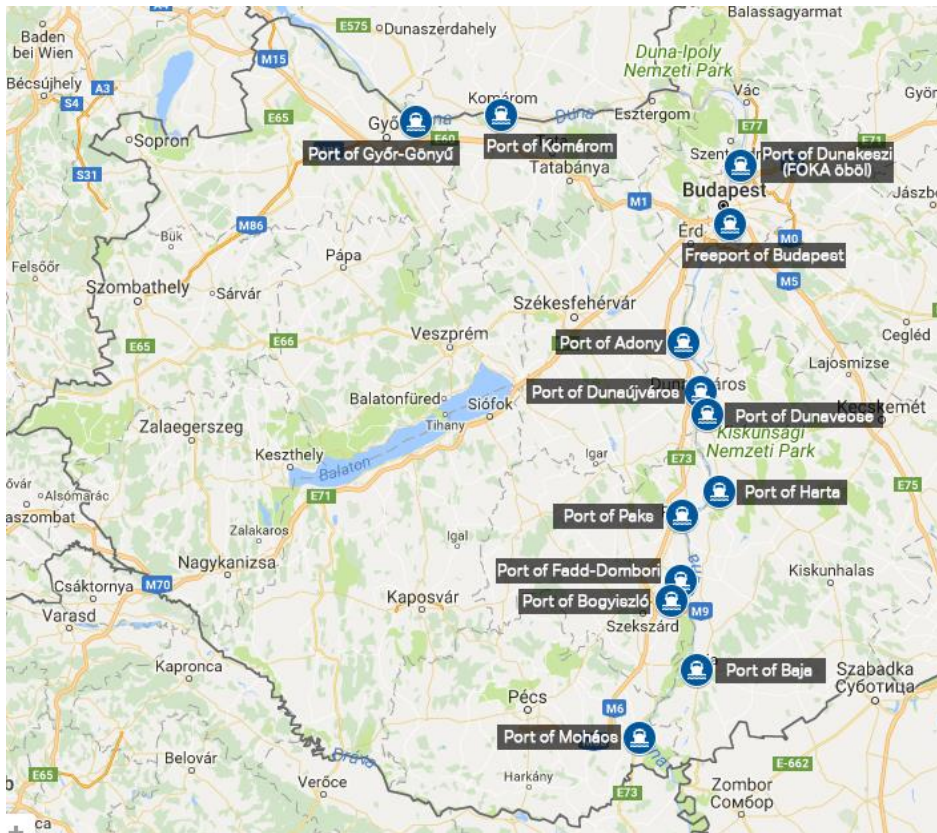 Balassagyarmat
Baden
bei Wien
E575
Dunaszerdahely
Duna-Ipoly
Nemzeti Park
M15
Bécsújhely
A3
S4
Komárom
Duna
Esztergom
Vác
E65
E77
Sopron
Port of Győr-Gönyű
Port of Komárom
E60
E71
Port of Dunakeszi
(FOKA öböl)
S31
Tatabánya
Budapest
M1
M86
Bük
Érd
M0
Freeport of Budapest
Felsőőr
Pápa
M5
Szombathely
Sárvár
Székesfehérvár
Cegléd
E65
E66
Veszprém
Port of Adony
Lajosmizse
Balatonfüred
Siófok
Port of Dunaújváros
Port of Dunavecse
Kecskemét
Tihany
Zalaegerszeg
Kiskunsági
Nemzeti Park
Keszthely
Balaton
Igar
E73
E75
E71
Alsómarác
Port of Harta
Port of Paks
Zalakaros
Igal
Nagykanizsa
Port of Fadd-Dombori
Kiskunhalas
M70
Csáktornya
Kaposvár
Port of Bogyiszló
M9
Varasd
Szekszárd
Kapronca
Port of Baja
Szabadka
Суботица
Pécs
M6
Port of Mohács
Dráva
Belovár
E-662
E65
Verőce
Harkány
E73
Zombor
Сомбор